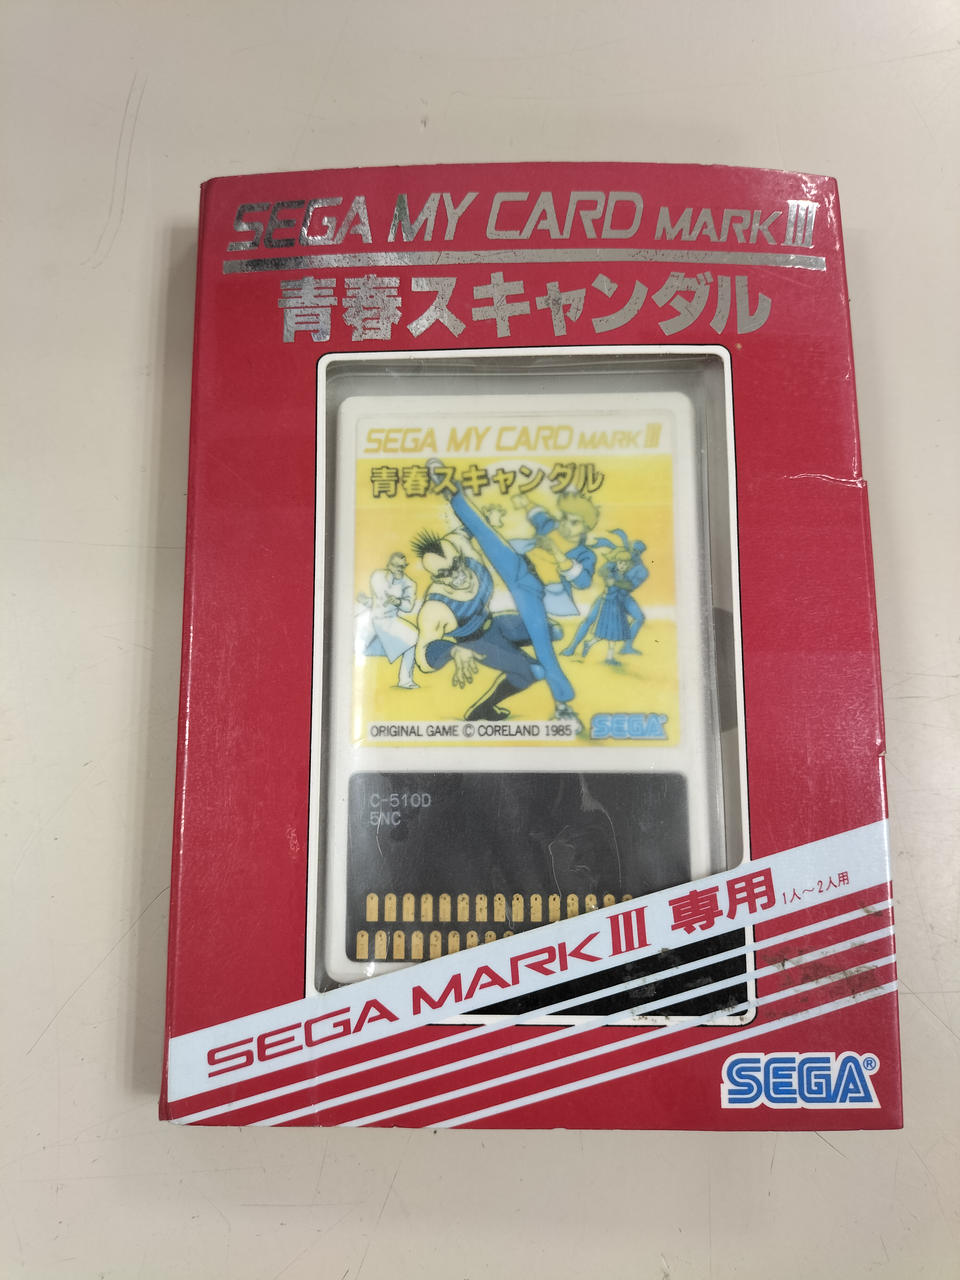 SEGA MY CARD MARK III
青春スキャンダル
SEGA MY CARD MARK III
青春スキャンダル
ORIGINAL GAME © CORELAND 1985
SEGA®
C-510D
5NC
SEGA MARK III 専用 1人〜2人用
SEGA®